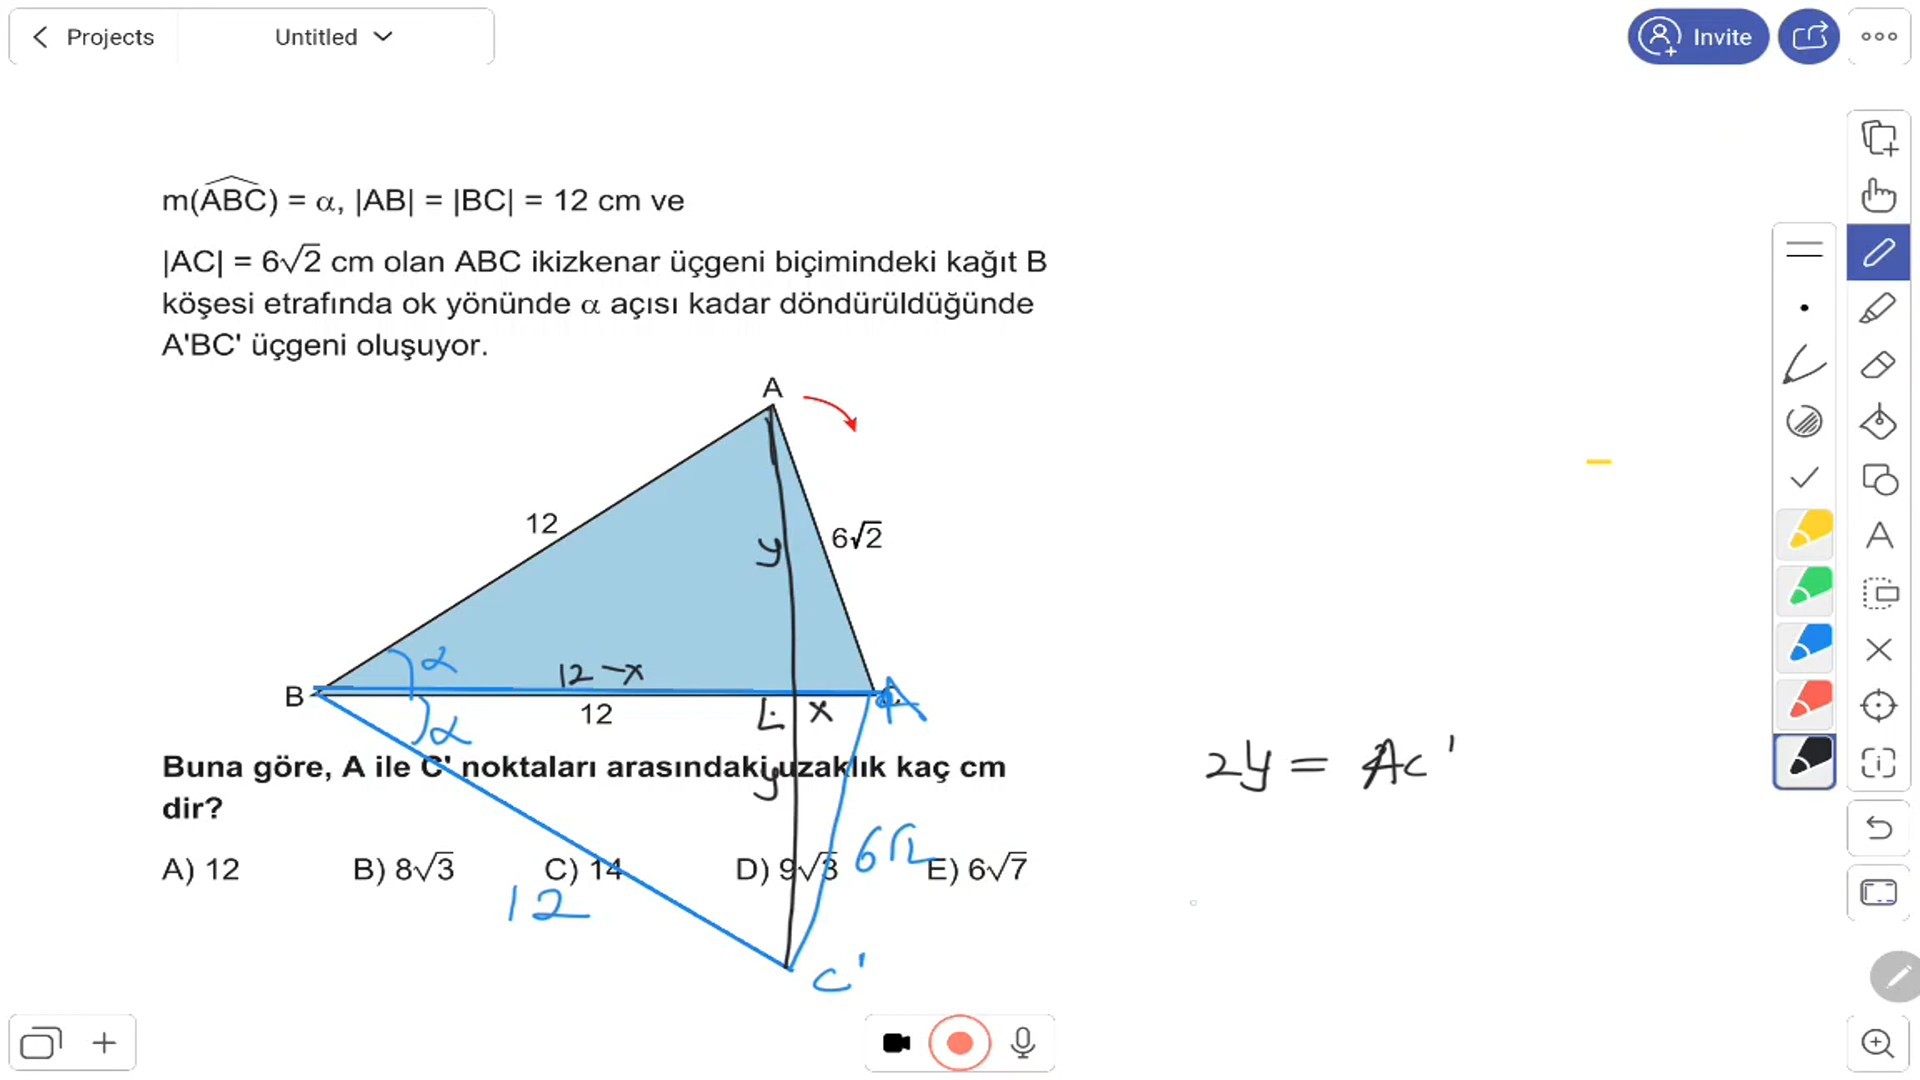 Projects
Untitled
Invite
m(ABC) = α, |AB| = |BC| = 12 cm ve
|AC| = 6√2 cm olan ABC ikizkenar üçgeni biçimindeki kağıt B
köşesi etrafında ok yönünde α açısı kadar döndürüldüğünde
A'BC' üçgeni oluşuyor.
A
12
6√2
y
α
12-x
B
12
x
A
α
Buna göre, A ile C' noktaları arasındaki uzaklık kaç cm
dir?
y
2y = AC'
A) 12 B) 8√3 C) 14 D) 9√3 E) 6√7
6√2
12
C'